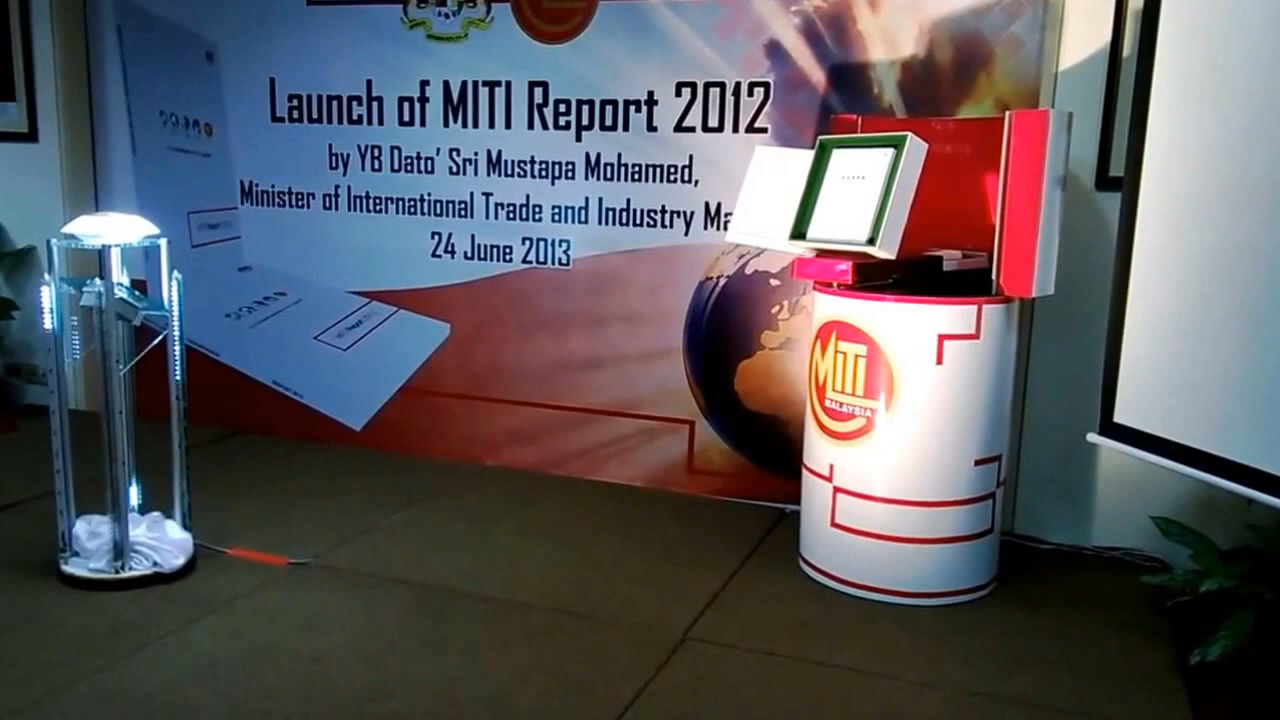 Launch of MITI Report 2012
by YB Dato' Sri Mustapa Mohamed,
Minister of International Trade and Industry Ma
24 June 2013
MITI
MALAYSIA